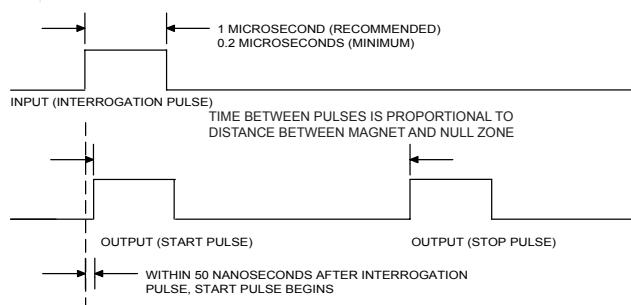 1 MICROSECOND (RECOMMENDED)
0.2 MICROSECONDS (MINIMUM)
INPUT (INTERROGATION PULSE)
TIME BETWEEN PULSES IS PROPORTIONAL TO
DISTANCE BETWEEN MAGNET AND NULL ZONE
OUTPUT (START PULSE)
OUTPUT (STOP PULSE)
WITHIN 50 NANOSECONDS AFTER INTERROGATION
PULSE, START PULSE BEGINS